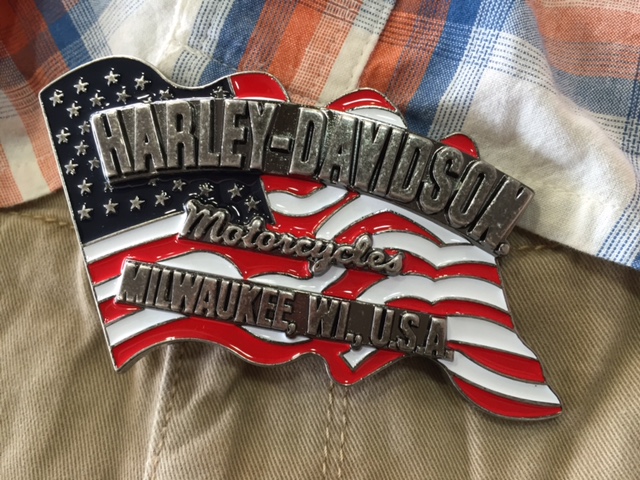 HARLEY-DAVIDSON.
Motorcycles
MILWAUKEE, WI., U.S.A.